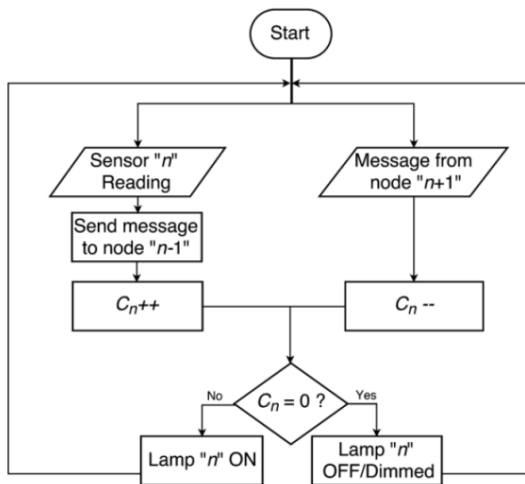 Start
Sensor "n"
Reading
Message from
node "n+1"
Send message
to node "n-1"
Cn++
Cn --
Cn = 0 ?
No
Yes
Lamp "n" ON
Lamp "n"
OFF/Dimmed